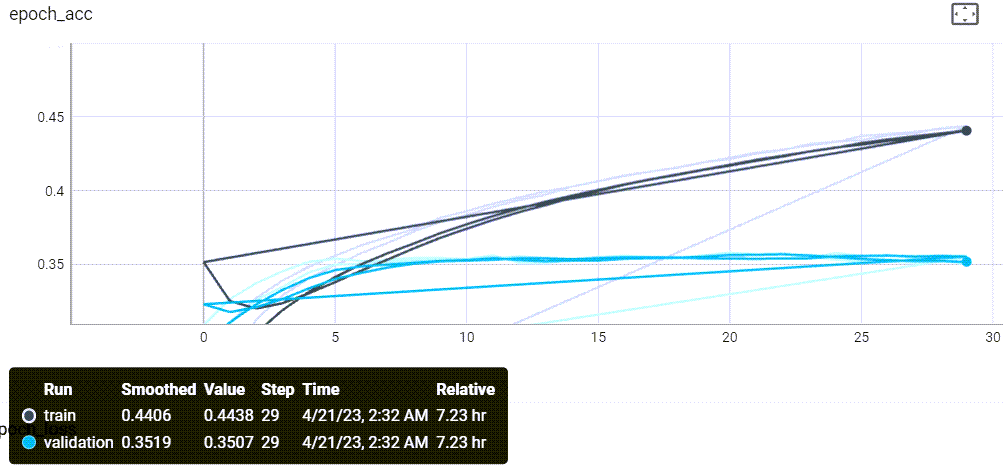 epoch_acc
0.45
0.4
0.35
0 5 10 15 20 25 30
Run Smoothed Value Step Time Relative
train 0.4406 0.4438 29 4/21/23, 2:32 AM 7.23 hr
validation 0.3519 0.3507 29 4/21/23, 2:32 AM 7.23 hr